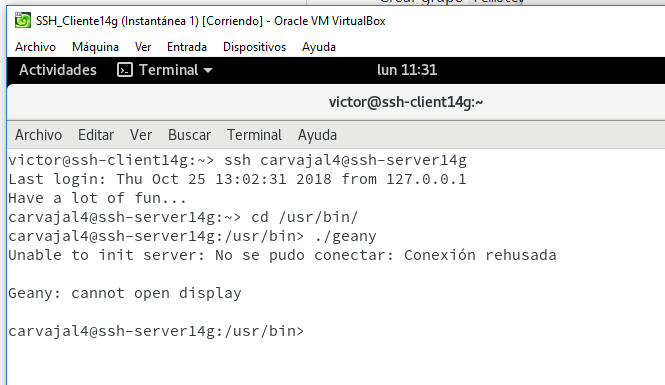 SSH_Cliente14g (Instantánea 1) [Corriendo] - Oracle VM VirtualBox
Archivo Máquina Ver Entrada Dispositivos Ayuda
Actividades Terminal lun 11:31
victor@ssh-client14g:~
Archivo Editar Ver Buscar Terminal Ayuda
victor@ssh-client14g:~> ssh carvajal4@ssh-server14g
Last login: Thu Oct 25 13:02:31 2018 from 127.0.0.1
Have a lot of fun...
carvajal4@ssh-server14g:~> cd /usr/bin/
carvajal4@ssh-server14g:/usr/bin> ./geany
Unable to init server: No se pudo conectar: Conexión rehusada
Geany: cannot open display
carvajal4@ssh-server14g:/usr/bin>